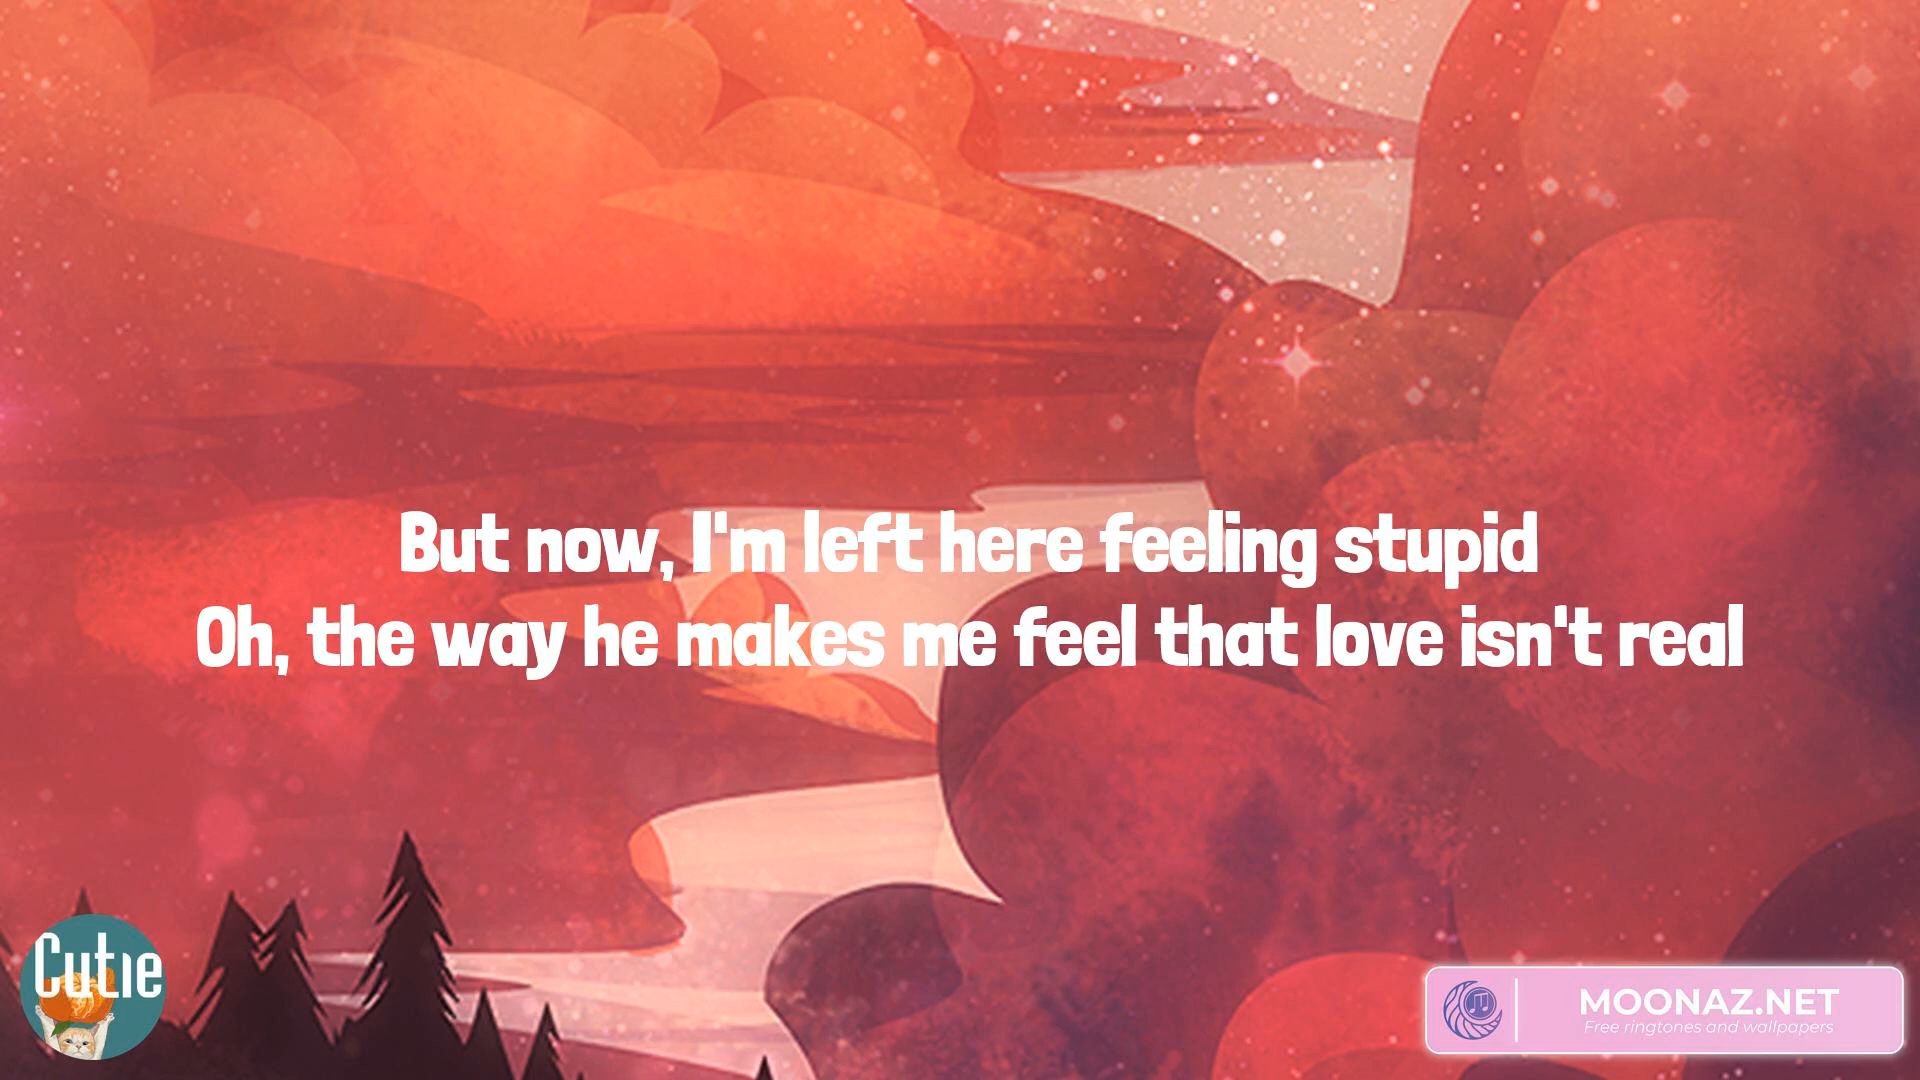 But now, I'm left here feeling stupid
Oh, the way he makes me feel that love isn't real
Cutie
MOONAZ.NET
Free ringtones and wallpapers